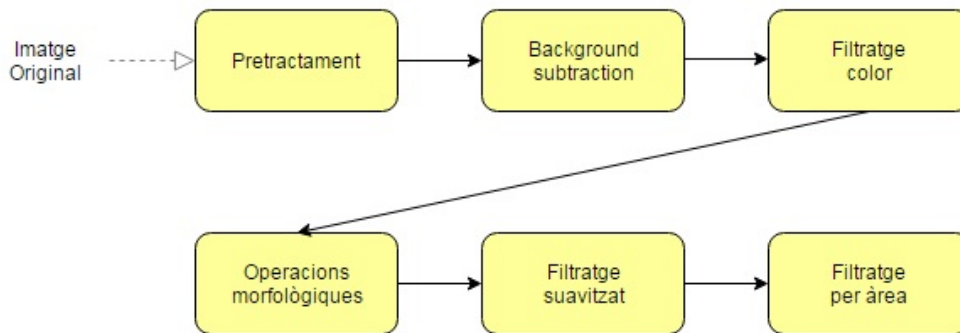 Imatge
Original
Pretractament
Background
subtraction
Filtratge
color
Operacions
morfològiques
Filtratge
suavitzat
Filtratge
per àrea